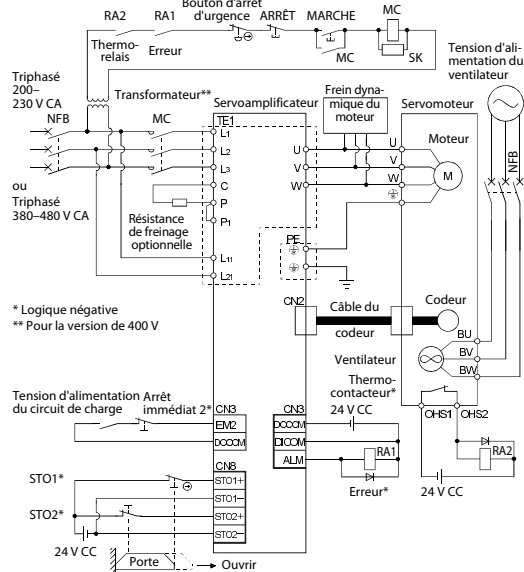 Bouton d'arrêt
d'urgence
RA2
RA1
ARRÊT
MARCHE
MC
Thermo-
relais
Erreur
MC
SK
Tension d'ali-
mentation du
ventilateur
Triphasé
200–
230 V CA
Transformateur**
NFB
MC
Servoamplificateur
Frein dyna-
mique du
moteur
Servomoteur
TE1
L1
L2
L3
C
P
P1
L11
L21
U
V
W
U
V
W
Moteur
M
NFB
ou
Triphasé
380–480 V CA
Résistance
de freinage
optionnelle
PE
CN2
Câble du
codeur
Codeur
* Logique négative
** Pour la version de 400 V
BU
BV
BW
Ventilateur
Thermo-
contacteur*
Tension d'alimentation
du circuit de charge
Arrêt
immédiat 2*
CN3
EM2
DOCOM
CN3
DOCOM
DICOM
ALM
24 V CC
RA1
Erreur*
OHS1
OHS2
RA2
24 V CC
CN8
STO1*
STO1+
STO1–
STO2*
STO2+
STO2–
24 V CC
Porte
Ouvrir